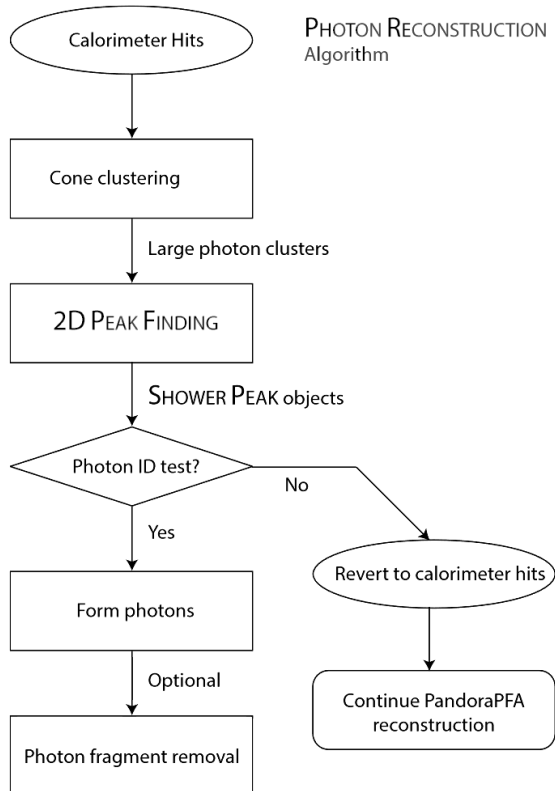 PHOTON RECONSTRUCTION
Algorithm
Calorimeter Hits
Cone clustering
Large photon clusters
2D PEAK FINDING
SHOWER PEAK objects
Photon ID test?
No
Yes
Revert to calorimeter hits
Form photons
Optional
Continue PandoraPFA
reconstruction
Photon fragment removal